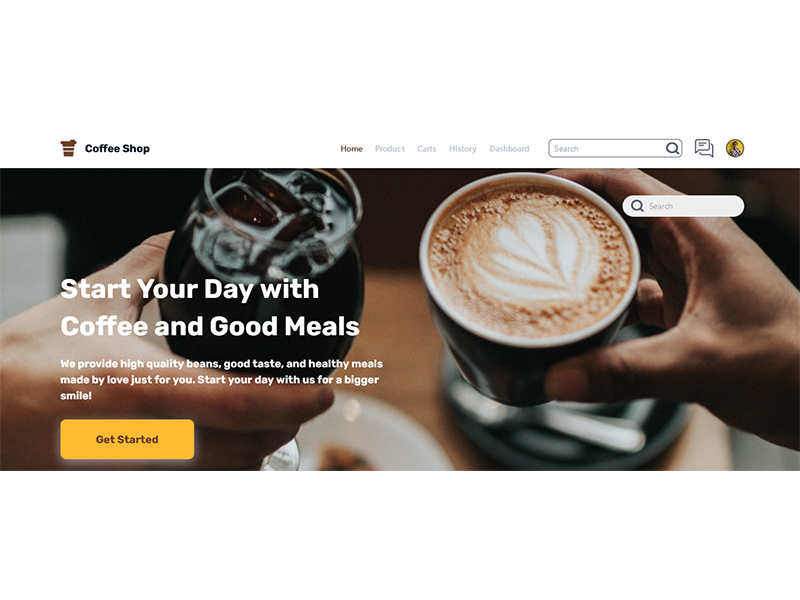 Coffee Shop
Home Product Carts History Dashboard Search
Search
Start Your Day with
Coffee and Good Meals
We provide high quality beans, good taste, and healthy meals
made by love just for you. Start your day with us for a bigger
smile!
Get Started